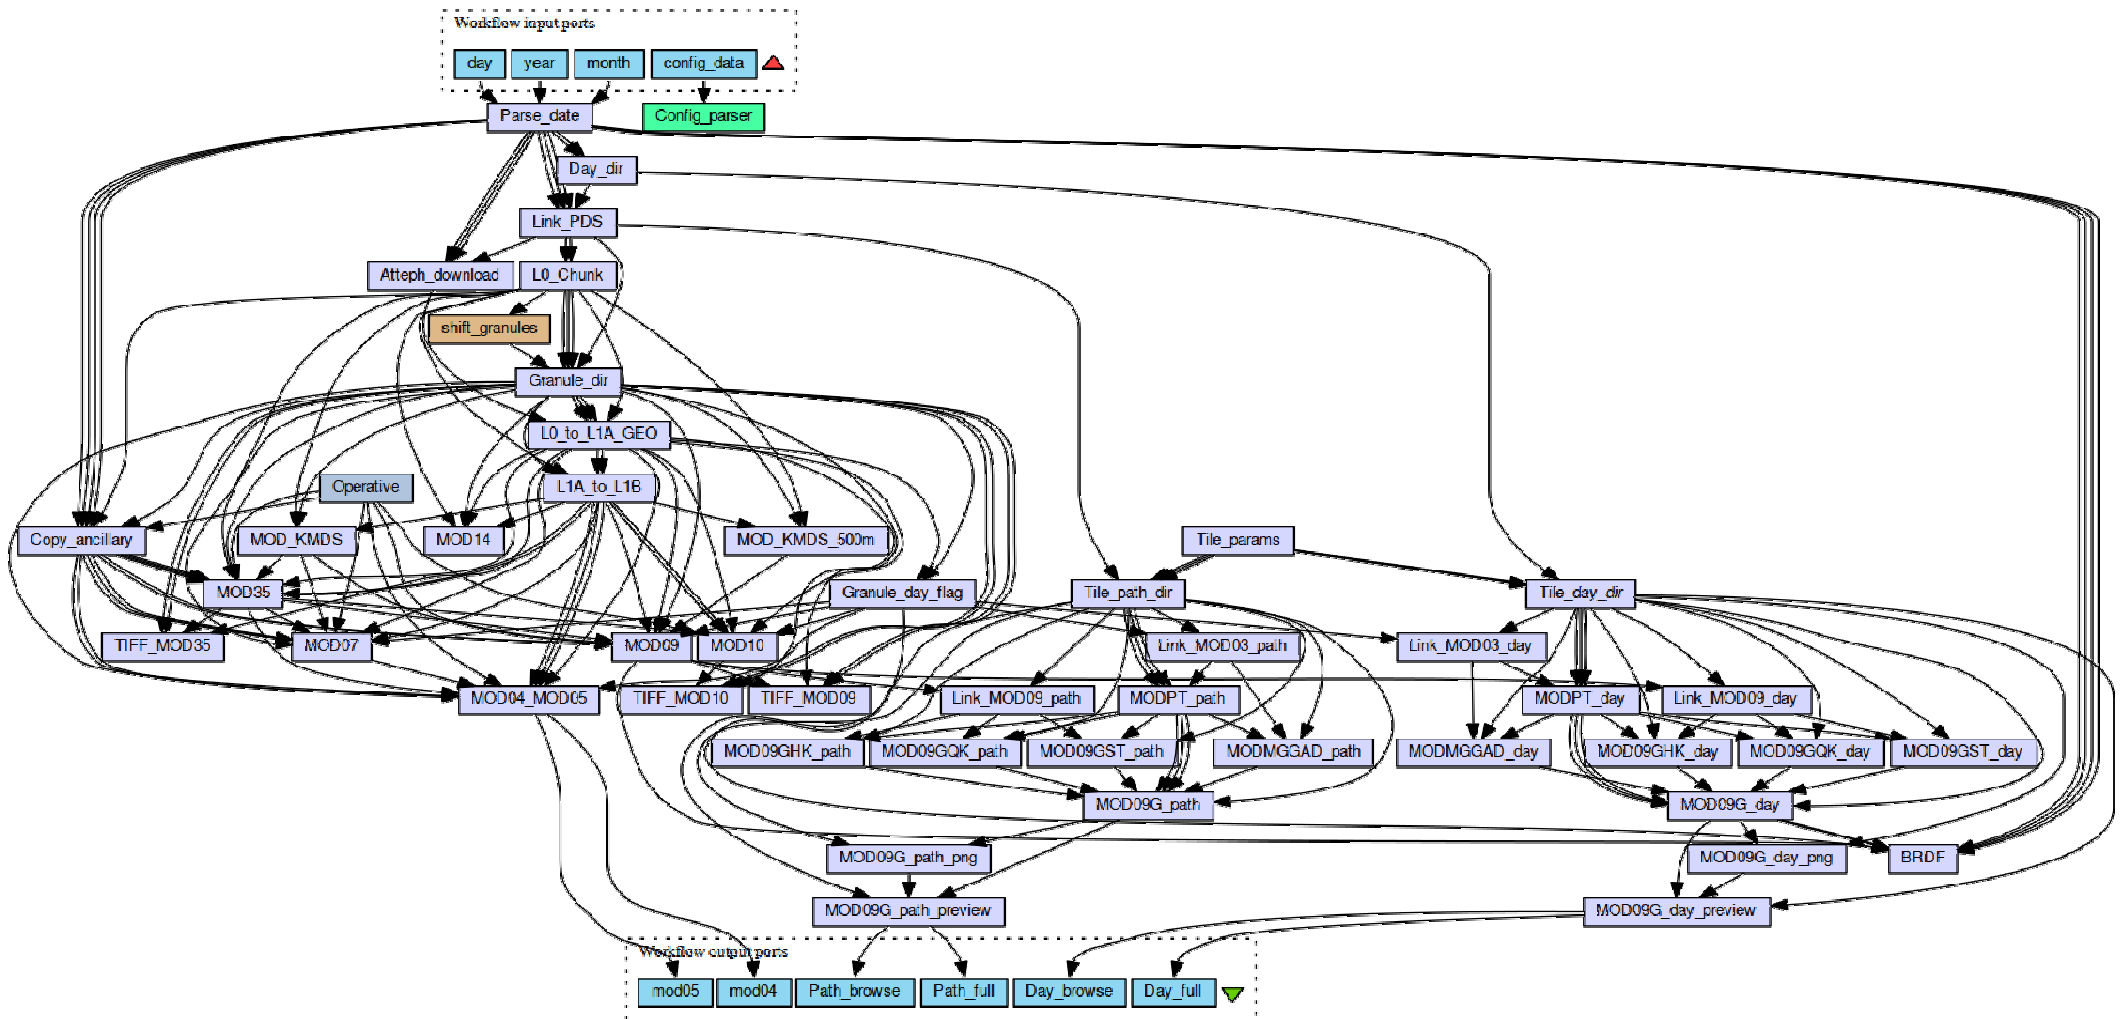 Workflow input ports
day year month config_data
Parse_date Config_parser
Day_dir
Link_PDS
Atteph_download L0_Chunk
shift_granules
Granule_dir
L0_to_L1A_GEO
Operative L1A_to_L1B
Copy_ancillary MOD_KMDS MOD14 MOD_KMDS_500m Tile_params
MOD35 Granule_day_flag Tile_path_dir Tile_day_dir
TIFF_MOD35 MOD07 MOD09 MOD10 Link_MOD03_path Link_MOD03_day
MOD04_MOD05 TIFF_MOD10 TIFF_MOD09 Link_MOD09_path MODPT_path MODPT_day Link_MOD09_day
MOD09GHK_path MOD09GQK_path MOD09GST_path MODMGGAD_path MODMGGAD_day MOD09GHK_day MOD09GQK_day MOD09GST_day
MOD09G_path MOD09G_day
MOD09G_path_png MOD09G_day_png BRDF
MOD09G_path_preview MOD09G_day_preview
Workflow output ports
mod05 mod04 Path_browse Path_full Day_browse Day_full